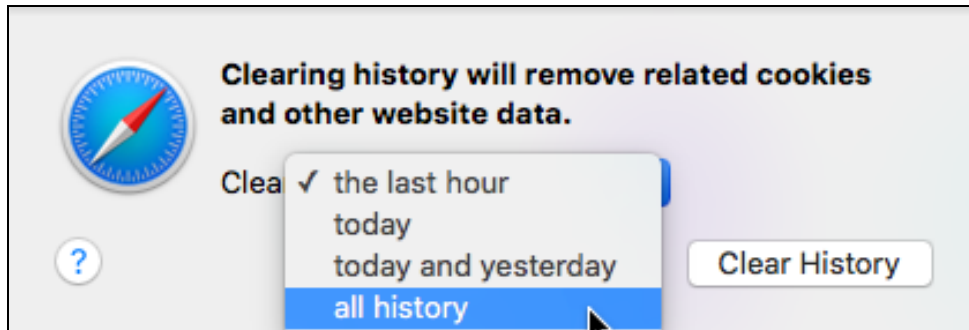 Clearing history will remove related cookies
and other website data.
Clea ✓ the last hour
today
today and yesterday
? Clear History
all history